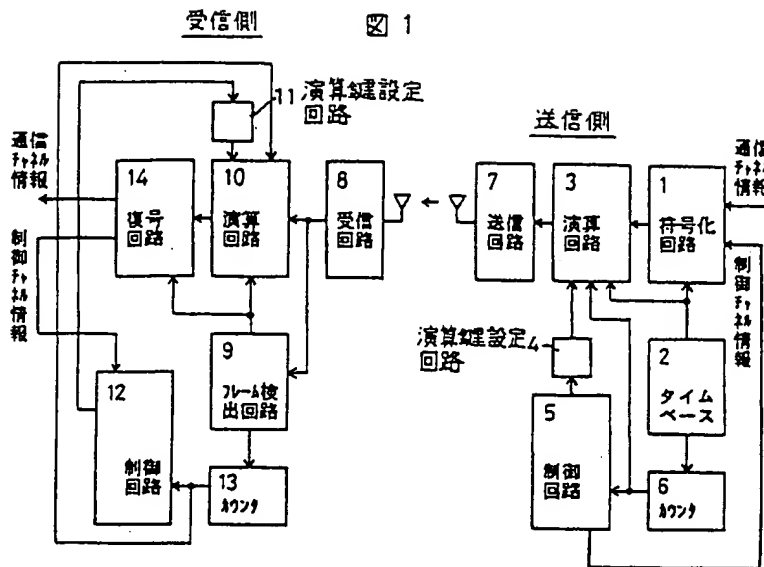 受信側
図 1
11 演算鍵設定
回路
通信
チャネル
情報
14
復号
回路
10
演算
回路
8
受信
回路
制御チャネル情報
9
フレーム検
出回路
12
制御
回路
13
カウンタ
送信側
7
送信
回路
3
演算
回路
1
符号化
回路
通信
チャネル
情報
制御チャネル情報
演算鍵設定 4
回路
2
タイム
ベース
5
制御
回路
6
カウンタ